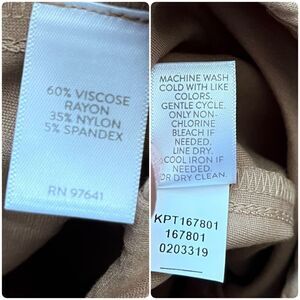 60% VISCOSE
RAYON
35% NYLON
5% SPANDEX
RN 97641
MACHINE WASH
COLD WITH LIKE
COLORS.
GENTLE CYCLE.
ONLY NON-
CHLORINE
BLEACH IF
NEEDED.
LINE DRY.
COOL IRON IF
NEEDED.
OR DRY CLEAN.
KPT167801
167801
0203319